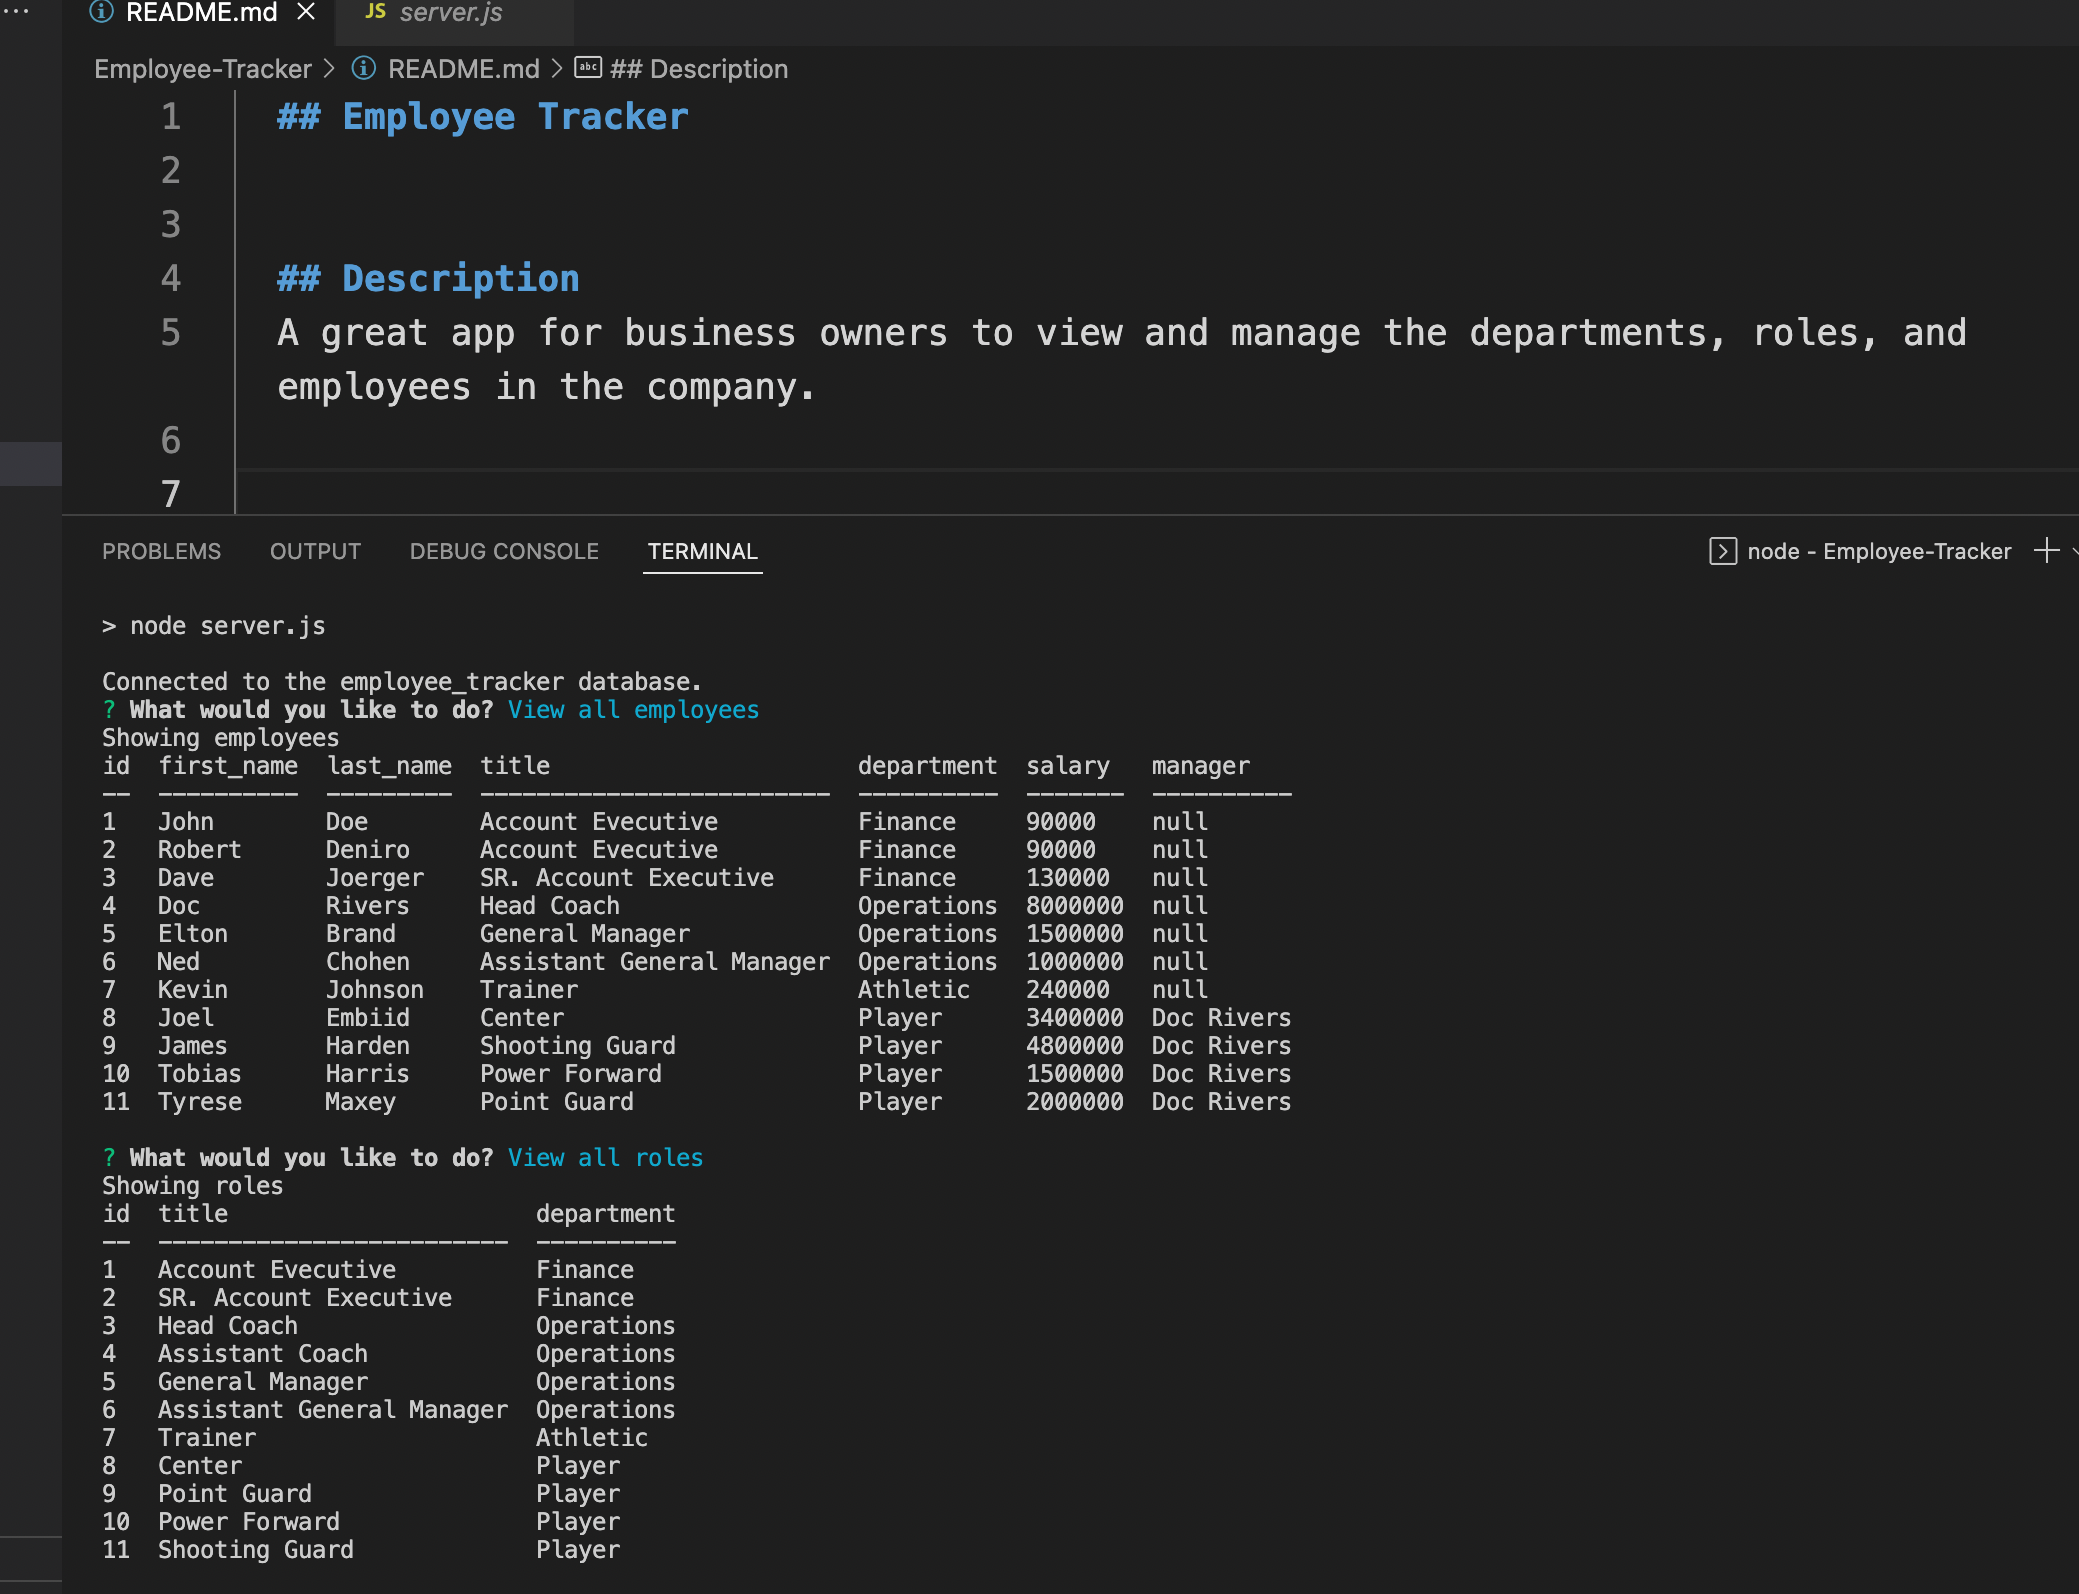 README.md
JS server.js
Employee-Tracker > README.md > abc ## Description
1 ## Employee Tracker
2
3
4 ## Description
5 A great app for business owners to view and manage the departments, roles, and
employees in the company.
6
7
PROBLEMS OUTPUT DEBUG CONSOLE TERMINAL node - Employee-Tracker
> node server.js
Connected to the employee_tracker database.
? What would you like to do? View all employees
Showing employees
id first_name last_name title department salary manager
-- ---------- --------- ------------------------- ---------- ------- ----------
1 John Doe Account Executive Finance 90000 null
2 Robert Deniro Account Executive Finance 90000 null
3 Dave Joerger SR. Account Executive Finance 130000 null
4 Doc Rivers Head Coach Operations 8000000 null
5 Elton Brand General Manager Operations 1500000 null
6 Ned Chohen Assistant General Manager Operations 1000000 null
7 Kevin Johnson Trainer Athletic 240000 null
8 Joel Embiid Center Player 3400000 Doc Rivers
9 James Harden Shooting Guard Player 4800000 Doc Rivers
10 Tobias Harris Power Forward Player 1500000 Doc Rivers
11 Tyrese Maxey Point Guard Player 2000000 Doc Rivers
? What would you like to do? View all roles
Showing roles
id title department
-- ------------------------- ----------
1 Account Evecutive Finance
2 SR. Account Executive Finance
3 Head Coach Operations
4 Assistant Coach Operations
5 General Manager Operations
6 Assistant General Manager Operations
7 Trainer Athletic
8 Center Player
9 Point Guard Player
10 Power Forward Player
11 Shooting Guard Player